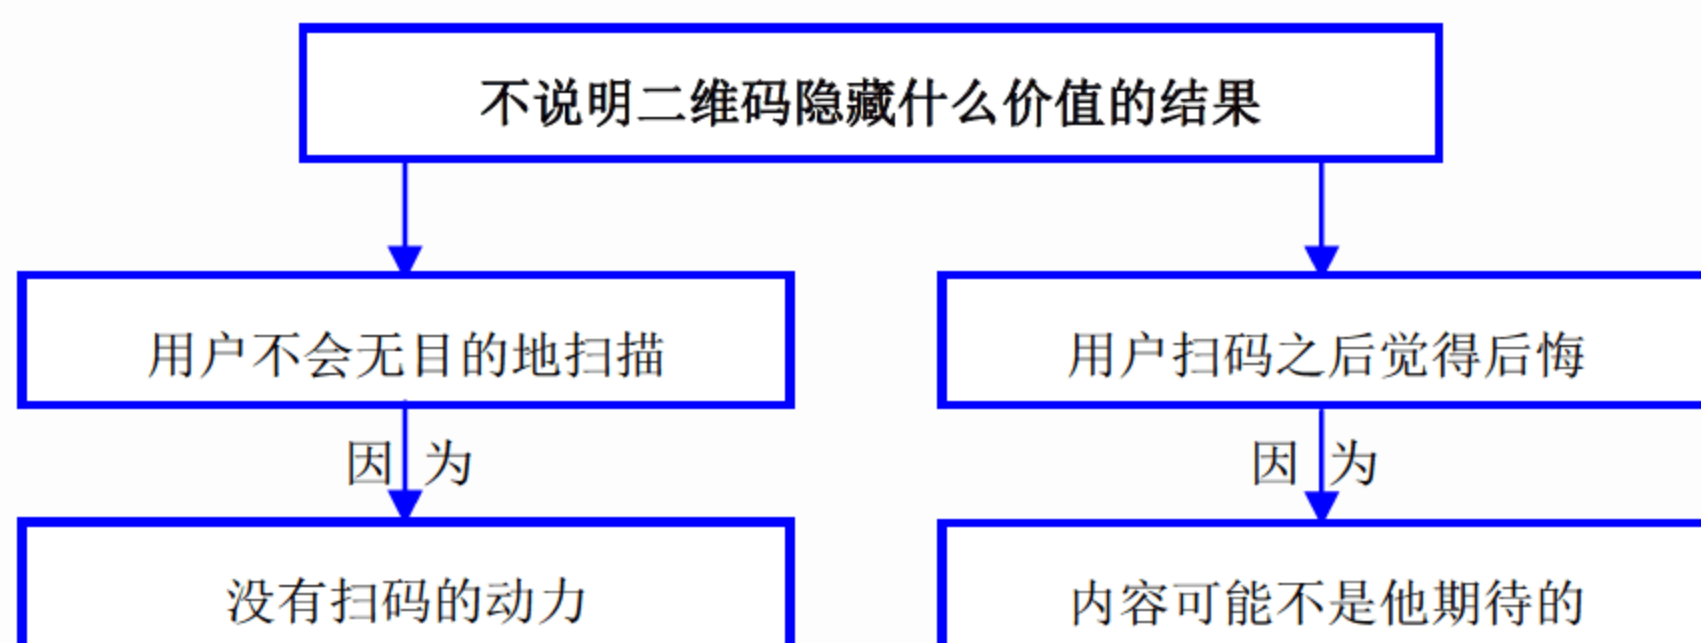 不说明二维码隐藏什么价值的结果
用户不会无目的地扫描
用户扫码之后觉得后悔
因为
因为
没有扫码的动力
内容可能不是他期待的